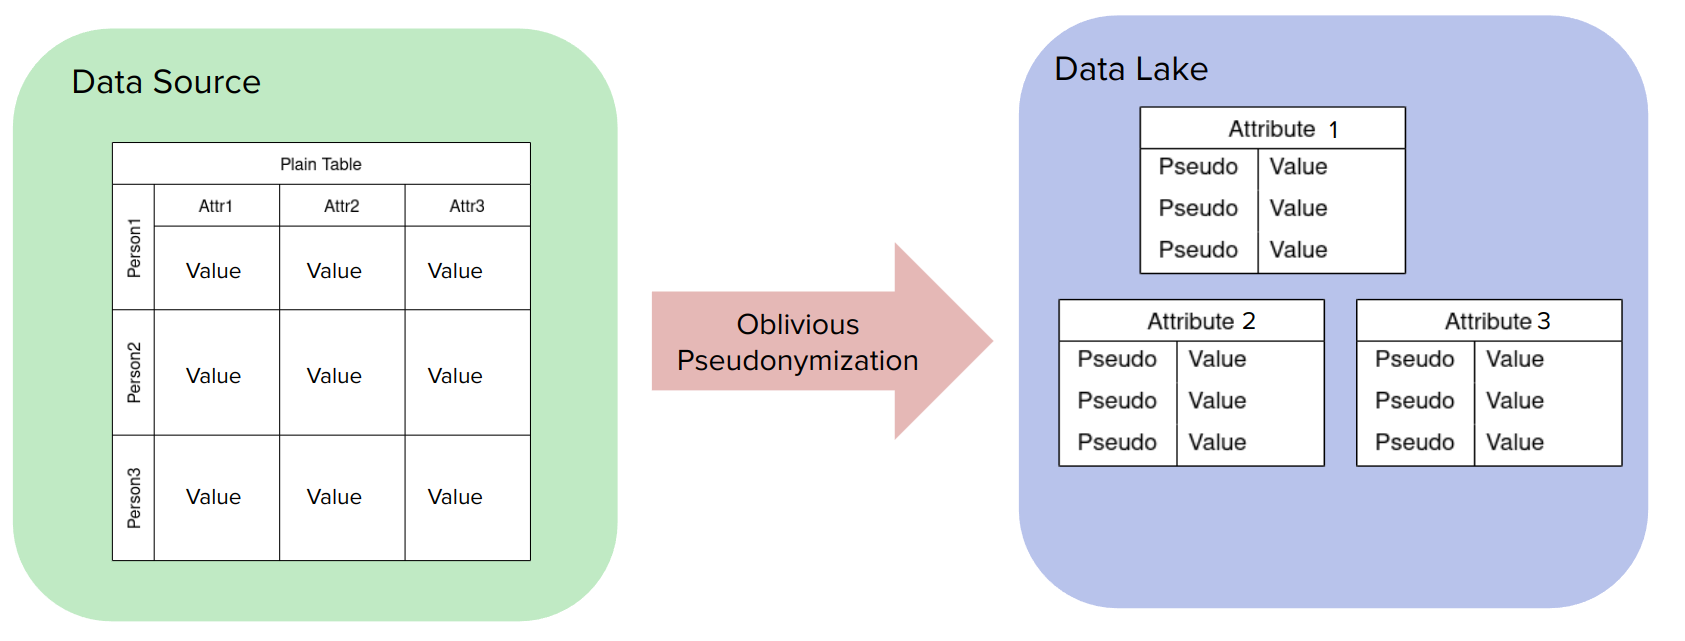 Data Source
Plain Table
Attr1 Attr2 Attr3
Person1
Value Value Value
Person2
Value Value Value
Person3
Value Value Value
Oblivious
Pseudonymization
Data Lake
Attribute 1
Pseudo Value
Pseudo Value
Pseudo Value
Attribute 2
Pseudo Value
Pseudo Value
Pseudo Value
Attribute 3
Pseudo Value
Pseudo Value
Pseudo Value